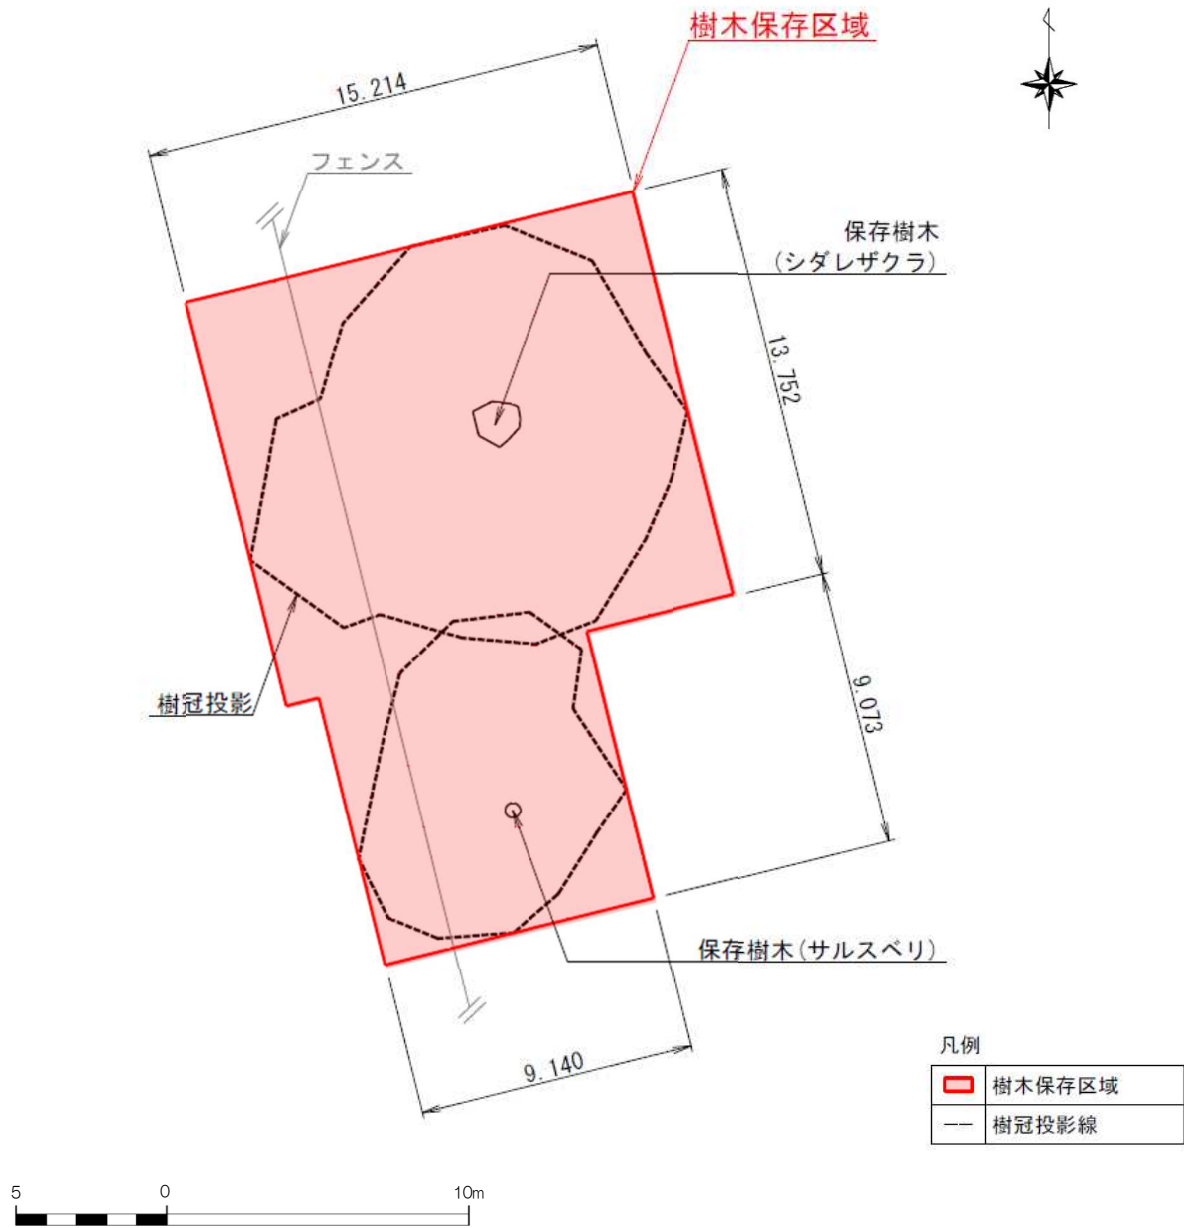 樹木保存区域
15.214
フェンス
保存樹木
(シダレザクラ)
13.752
樹冠投影
9.073
保存樹木(サルスベリ)
9.140
凡例
樹木保存区域
樹冠投影線
5 0 10m